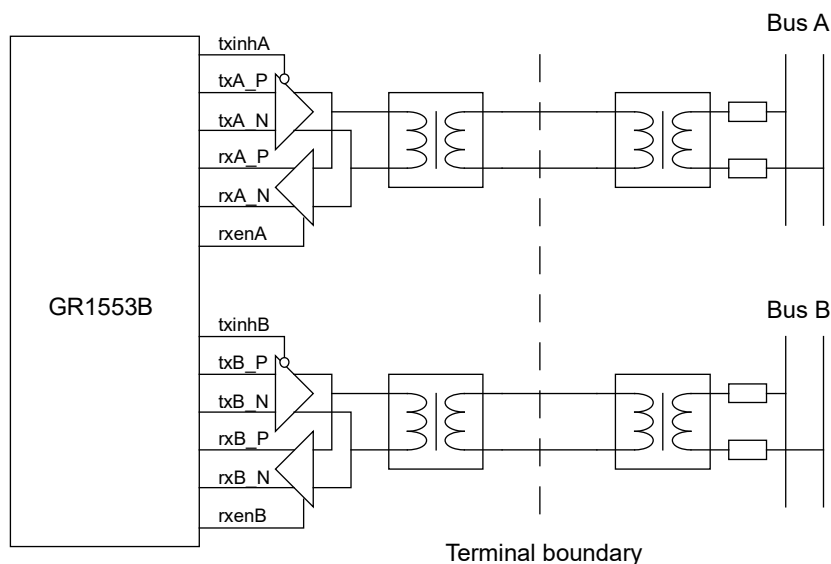 Bus A
txinhA
txA_P
txA_N
rxA_P
rxA_N
rxenA
GR1553B
Bus B
txinhB
txB_P
txB_N
rxB_P
rxB_N
rxenB
Terminal boundary